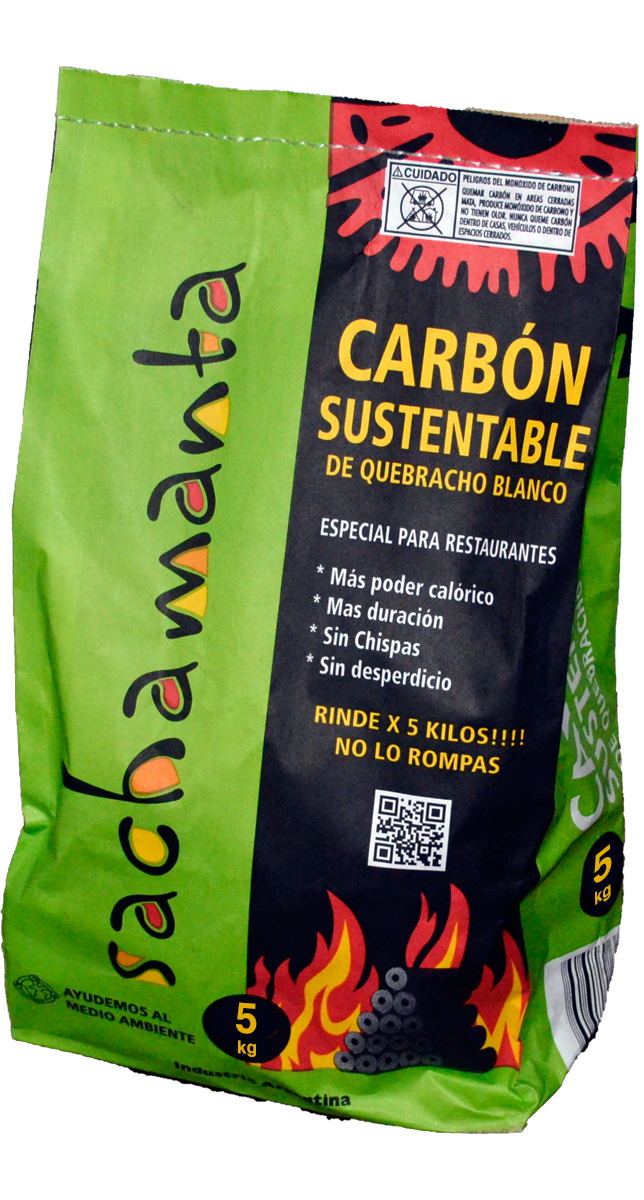 ⚠CUIDADO
PELIGROS DEL MONOXIDO DE CARBONO
QUEMAR CARBÓN EN AREAS CERRADAS
MATA, PRODUCE MONÓXIDO DE CARBONO Y
NO TIENEN OLOR. NUNCA QUEME CARBÓN
DENTRO DE CASAS, VEHÍCULOS O DENTRO DE
ESPACIOS CERRADOS.
sachamanta
CARBÓN
SUSTENTABLE
DE QUEBRACHO BLANCO
ESPECIAL PARA RESTAURANTES
* Más poder calórico
* Mas duración
* Sin Chispas
* Sin desperdicio
RINDE X 5 KILOS!!!!
NO LO ROMPAS
AYUDEMOS AL
MEDIO AMBIENTE
5
kg
5
kg
Industria